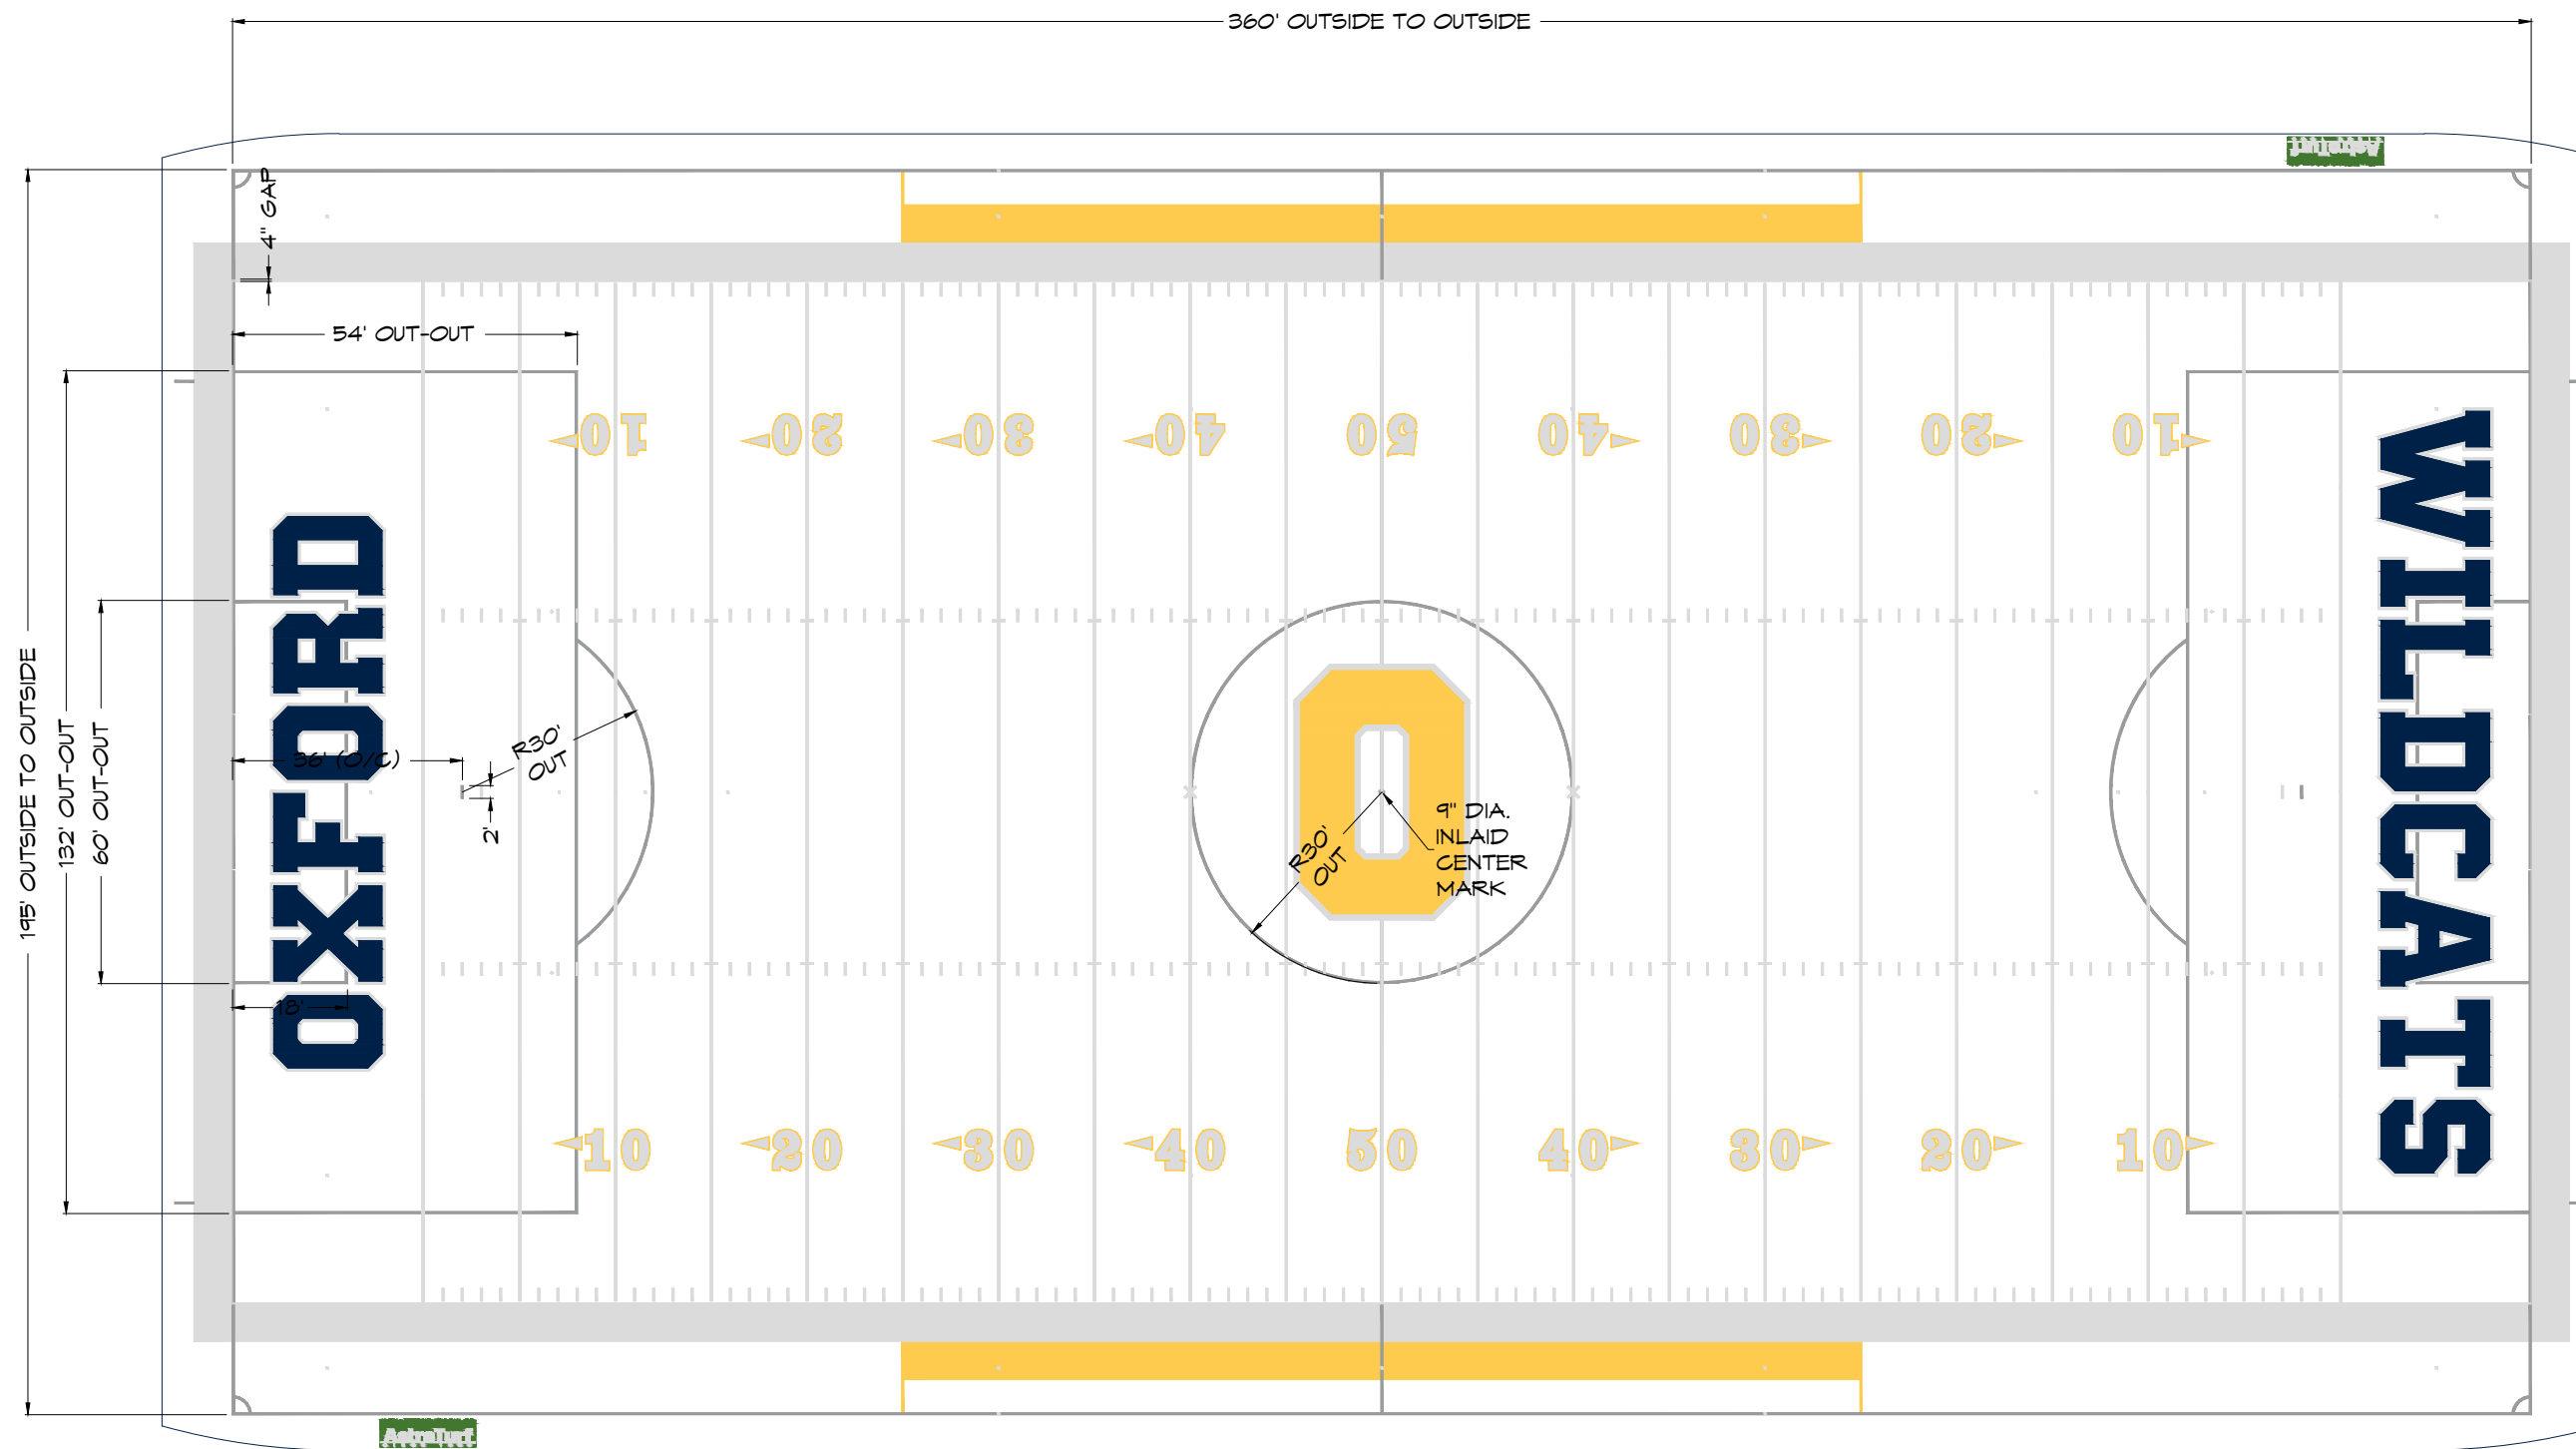 360' OUTSIDE TO OUTSIDE
AstroTurf
4" GAP
54' OUT-OUT
10 20 30 40 50 40 30 20 10
195' OUTSIDE TO OUTSIDE
132' OUT-OUT
60' OUT-OUT
OXFORD
WILDCATS
36' (O/C)
R30'
OUT
2'
O
R30'
OUT
9" DIA.
INLAID
CENTER
MARK
18'
10 20 30 40 50 40 30 20 10
AstroTurf